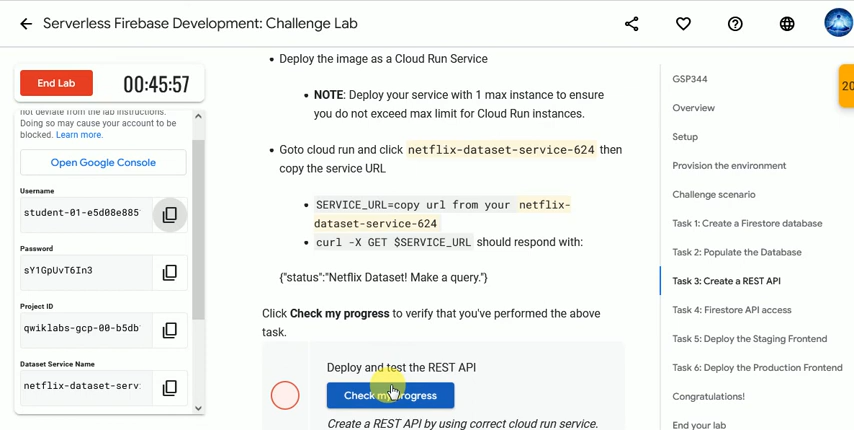 Serverless Firebase Development: Challenge Lab
End Lab
00:45:57
not deviate from the lab instructions.
Doing so may cause your account to be
blocked. Learn more.
Open Google Console
Username
student-01-e5d08e885
Password
sY1GpUvT6In3
Project ID
qwiklabs-gcp-00-b5db
Dataset Service Name
netflix-dataset-serv
• Deploy the image as a Cloud Run Service
• NOTE: Deploy your service with 1 max instance to ensure
you do not exceed max limit for Cloud Run instances.
• Goto cloud run and click netflix-dataset-service-624 then
copy the service URL
• SERVICE_URL=copy url from your netflix-
dataset-service-624
• curl -X GET $SERVICE_URL should respond with:
{"status":"Netflix Dataset! Make a query."}
Click Check my progress to verify that you've performed the above
task.
Deploy and test the REST API
Check my progress
Create a REST API by using correct cloud run service.
GSP344
Overview
Setup
Provision the environment
Challenge scenario
Task 1: Create a Firestore database
Task 2: Populate the Database
Task 3: Create a REST API
Task 4: Firestore API access
Task 5: Deploy the Staging Frontend
Task 6: Deploy the Production Frontend
Congratulations!
End your lab
20